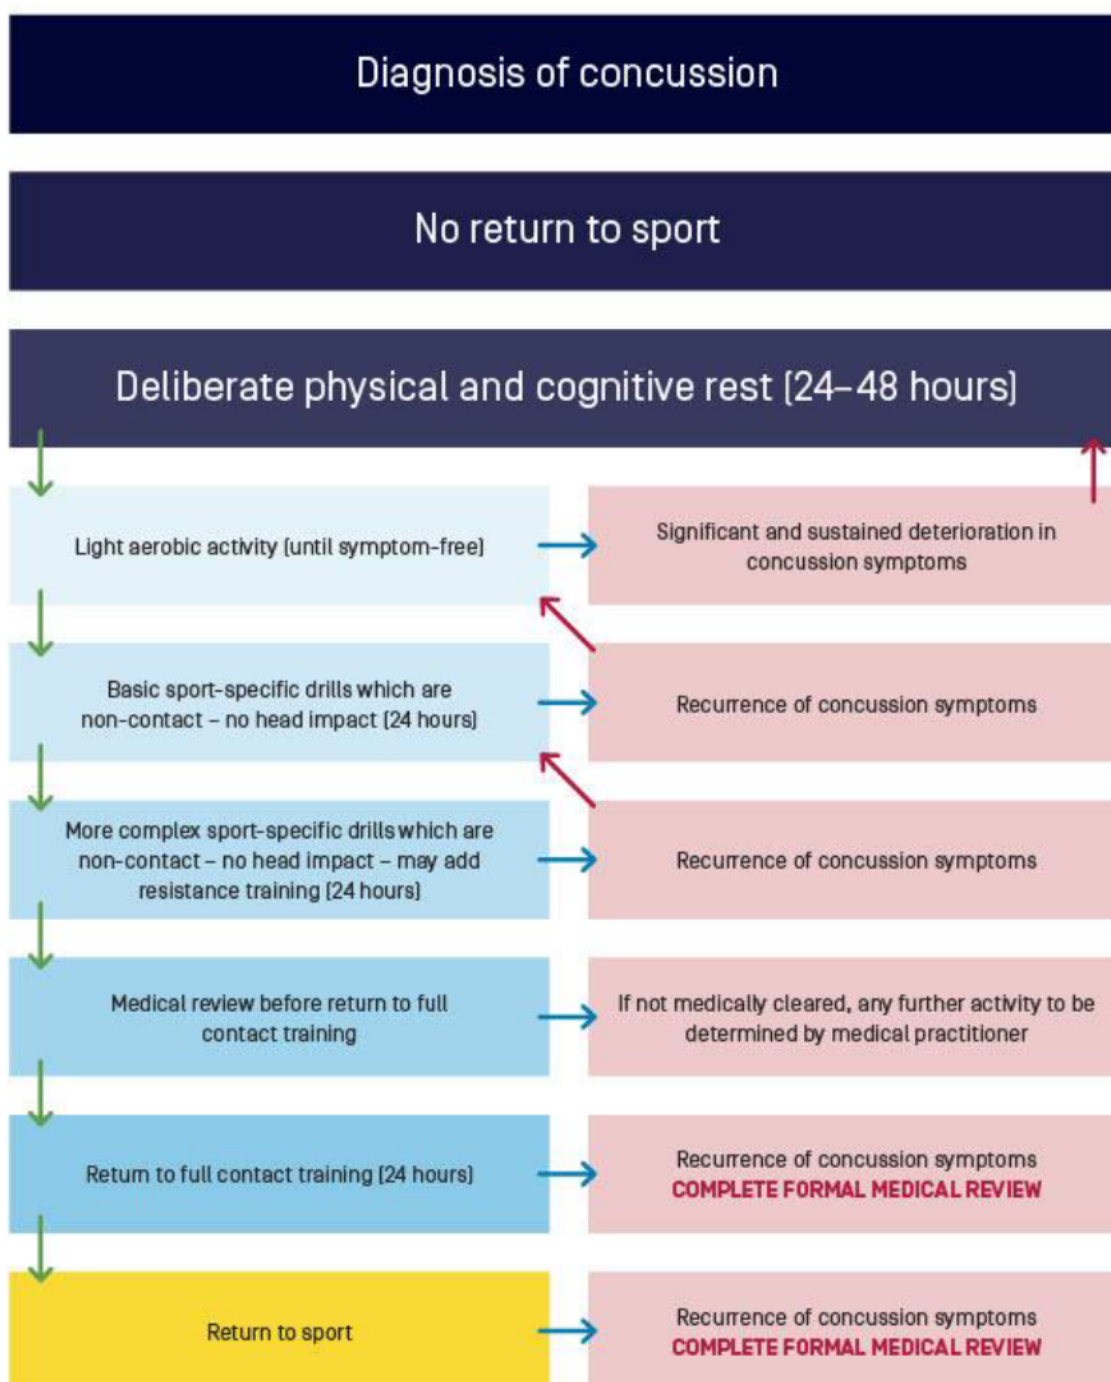 Diagnosis of concussion
No return to sport
Deliberate physical and cognitive rest (24–48 hours)
Light aerobic activity (until symptom-free)
Significant and sustained deterioration in
concussion symptoms
Basic sport-specific drills which are
non-contact – no head impact (24 hours)
Recurrence of concussion symptoms
More complex sport-specific drills which are
non-contact – no head impact – may add
resistance training (24 hours)
Recurrence of concussion symptoms
Medical review before return to full
contact training
If not medically cleared, any further activity to be
determined by medical practitioner
Return to full contact training (24 hours)
Recurrence of concussion symptoms
COMPLETE FORMAL MEDICAL REVIEW
Return to sport
Recurrence of concussion symptoms
COMPLETE FORMAL MEDICAL REVIEW